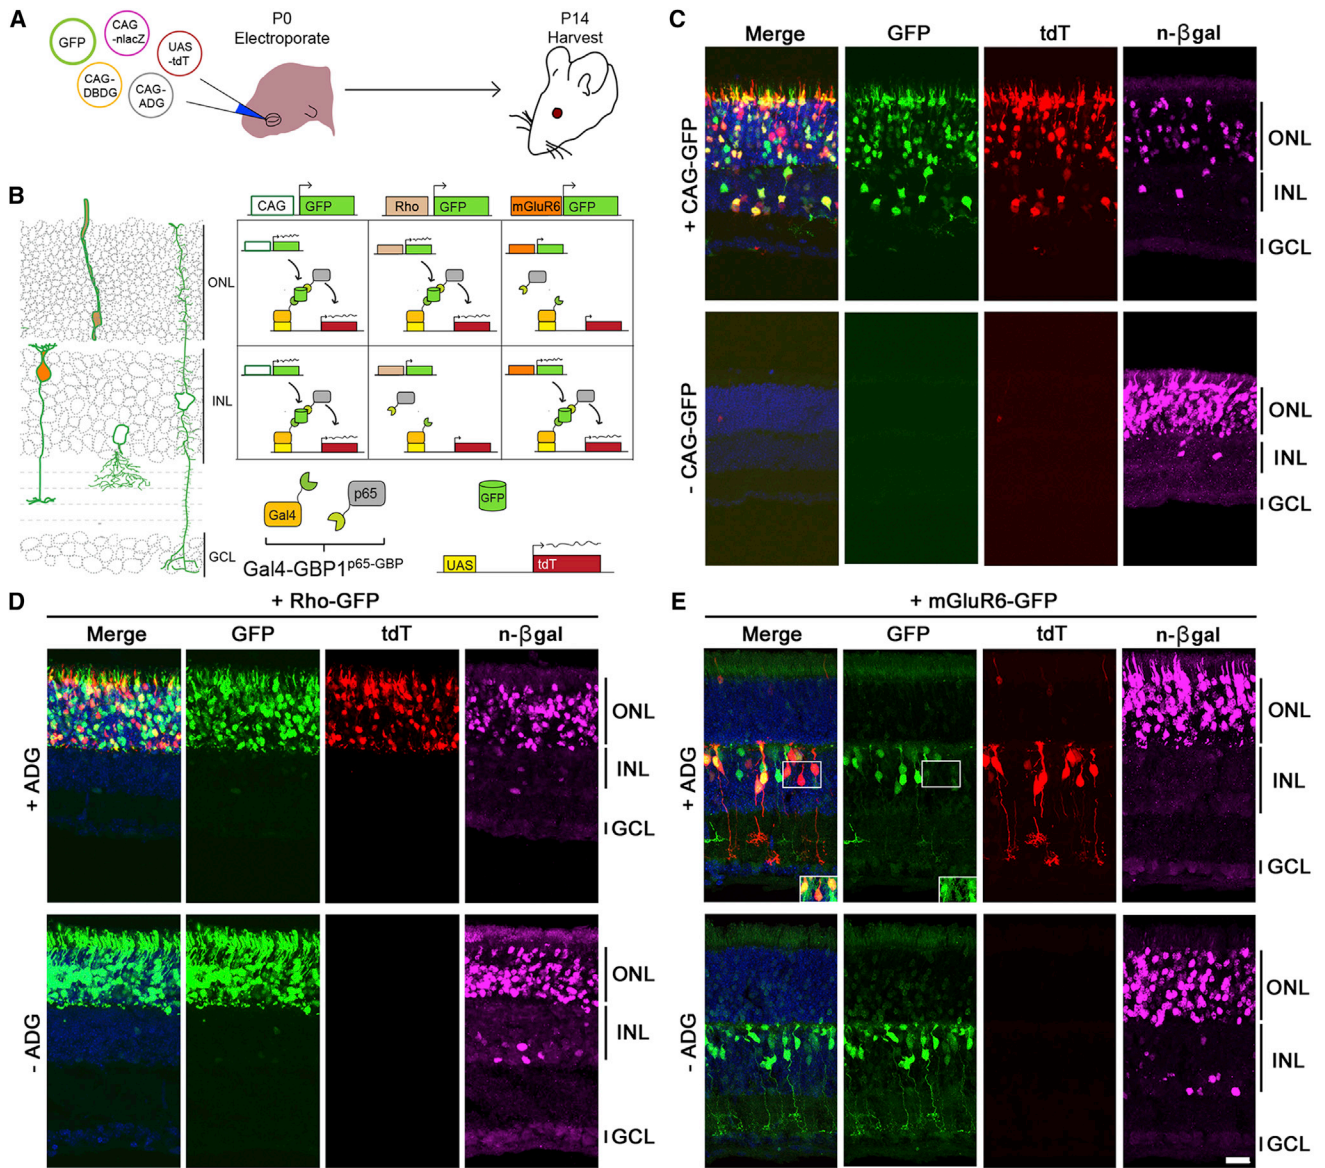 A
GFP
CAG
-nlacZ
UAS
-tdT
CAG-
DBDG
CAG-
ADG
P0
Electroporate
P14
Harvest
B
ONL
INL
GCL
CAG
GFP
Rho
GFP
mGluR6
GFP
Gal4
p65
GFP
Gal4-GBP1p65-GBP
UAS
tdT
C
Merge
GFP
tdT
n-βgal
+ CAG-GFP
ONL
INL
GCL
- CAG-GFP
ONL
INL
GCL
D
+ Rho-GFP
Merge
GFP
tdT
n-βgal
+ ADG
ONL
INL
GCL
- ADG
ONL
INL
GCL
E
+ mGluR6-GFP
Merge
GFP
tdT
n-βgal
+ ADG
ONL
INL
GCL
- ADG
ONL
INL
GCL